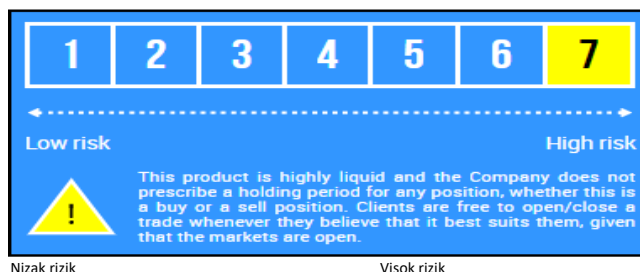 1 2 3 4 5 6 7
Low risk High risk
This product is highly liquid and the Company does not
prescribe a holding period for any position, whether this is
a buy or a sell position. Clients are free to open/close a
trade whenever they believe that it best suits them, given
that the markets are open.
!
Nizak rizik Visok rizik